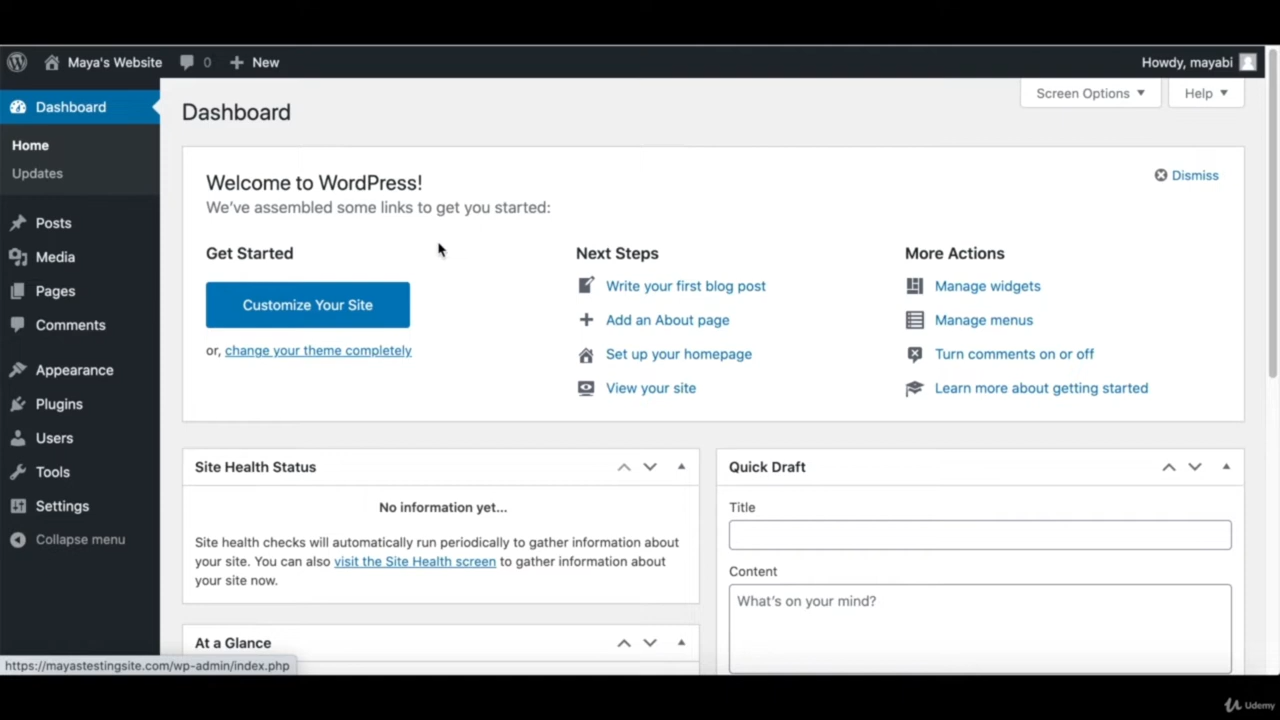 Maya's Website 0 New Howdy, mayabi
Screen Options Help
Dashboard
Home
Updates
Posts
Media
Pages
Comments
Appearance
Plugins
Users
Tools
Settings
Collapse menu
Dashboard
Welcome to WordPress!
We've assembled some links to get you started:
Dismiss
Get Started
Customize Your Site
or, change your theme completely
Next Steps
Write your first blog post
Add an About page
Set up your homepage
View your site
More Actions
Manage widgets
Manage menus
Turn comments on or off
Learn more about getting started
Site Health Status
No information yet...
Site health checks will automatically run periodically to gather information about
your site. You can also visit the Site Health screen to gather information about
your site now.
At a Glance
Quick Draft
Title
Content
What's on your mind?
https://mayastestingsite.com/wp-admin/index.php
Udemy